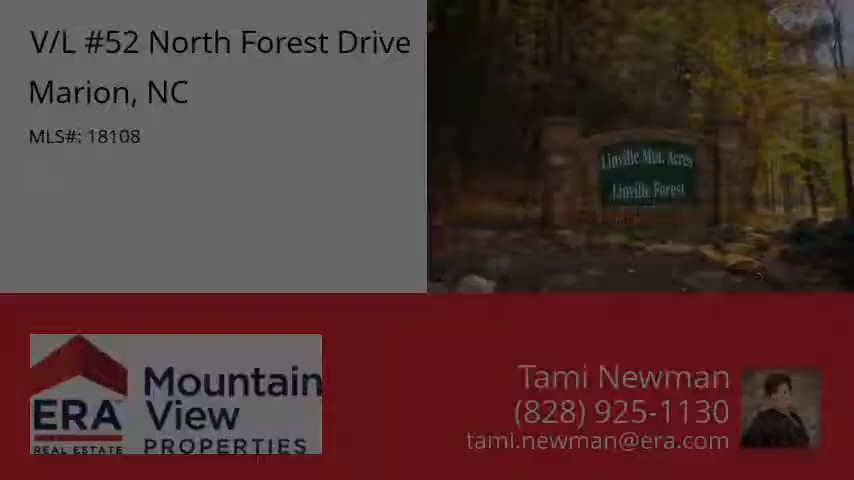 V/L #52 North Forest Drive
Marion, NC
MLS#: 18108
Linville Mtn. Acres
Linville Forest
ERA
REAL ESTATE
Mountain
View
PROPERTIES
Tami Newman
(828) 925-1130
tami.newman@era.com